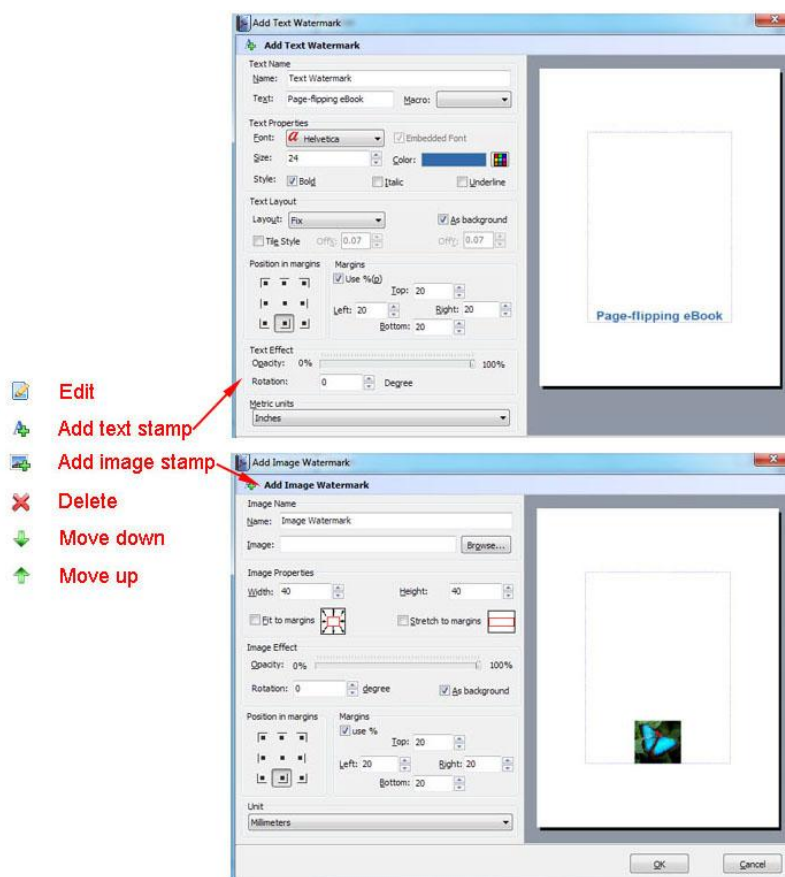 Add Text Watermark
Add Text Watermark
Text Name
Name: Text Watermark
Text: Page-flipping eBook Macro:
Text Properties
Font: a Helvetica Embedded Font
Size: 24 Color:
Style: Bold Italic Underline
Text Layout
Layout: Fix As background
Tile Style OffX: 0.07 OffY: 0.07
Position in margins Margins
Use %(p)
Top: 20
Left: 20 Right: 20
Bottom: 20
Text Effect
Opacity: 0% 100%
Rotation: 0 Degree
Metric units
Inches
Page-flipping eBook
Edit
Add text stamp
Add image stamp
Delete
Move down
Move up
Add Image Watermark
Add Image Watermark
Image Name
Name: Image Watermark
Image: Browse...
Image Properties
Width: 40 Height: 40
Fit to margins Stretch to margins
Image Effect
Opacity: 0% 100%
Rotation: 0 degree As background
Position in margins Margins
use %
Top: 20
Left: 20 Right: 20
Bottom: 20
Unit
Millimeters
OK Cancel